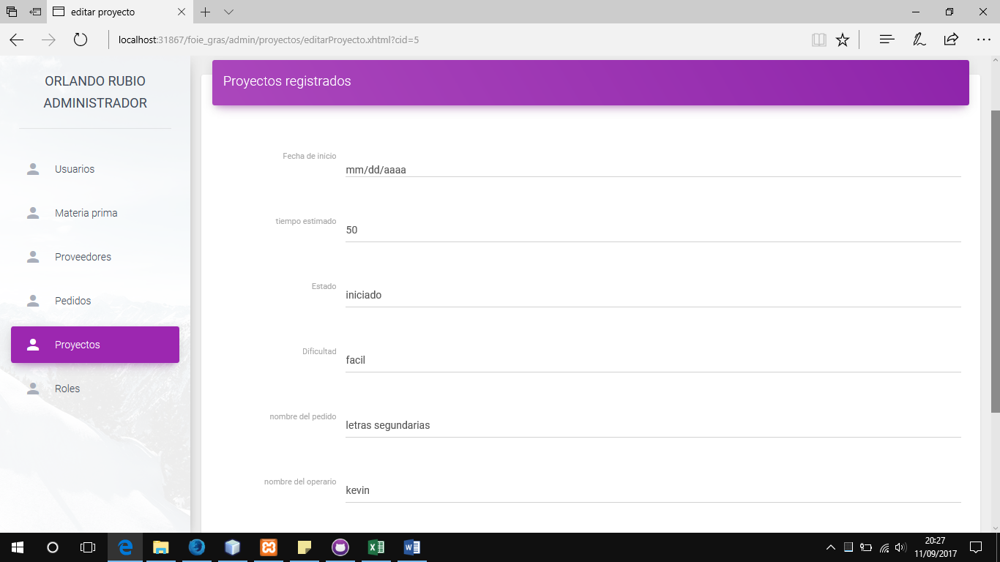 editar proyecto
localhost:31867/foie_gras/admin/proyectos/editarProyecto.xhtml?cid=5
ORLANDO RUBIO
ADMINISTRADOR
Usuarios
Materia prima
Proveedores
Pedidos
Proyectos
Roles
Proyectos registrados
Fecha de inicio
mm/dd/aaaa
tiempo estimado
50
Estado
iniciado
Dificultad
facil
nombre del pedido
letras segundarias
nombre del operario
kevin
20:27
11/09/2017